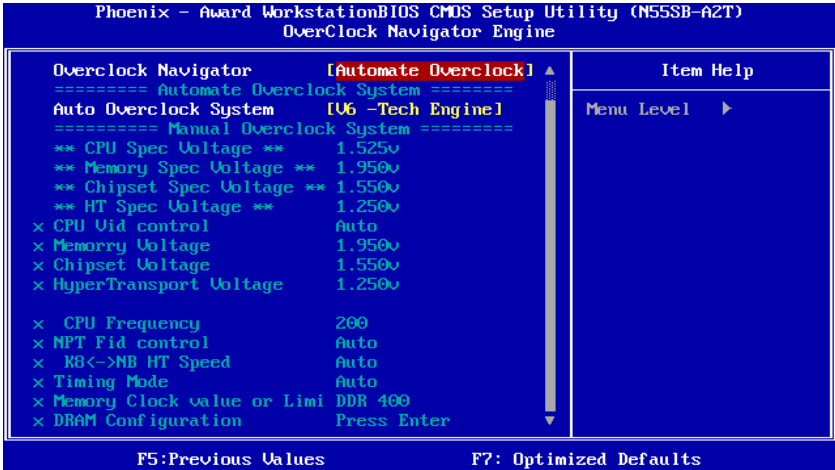 Phoenix - Award WorkstationBIOS CMOS Setup Utility (N55SB-A2T)
OverClock Navigator Engine
Overclock Navigator [Automate Overclock]
========= Automate Overclock System ========
Auto Overclock System [V6 -Tech Engine]
========== Manual Overclock System =========
** CPU Spec Voltage ** 1.525v
** Memory Spec Voltage ** 1.950v
** Chipset Spec Voltage ** 1.550v
** HT Spec Voltage ** 1.250v
x CPU Vid control Auto
x Memorry Voltage 1.950v
x Chipset Voltage 1.550v
x HyperTransport Voltage 1.250v
x CPU Frequency 200
x NPT Fid control Auto
x K8<->NB HT Speed Auto
x Timing Mode Auto
x Memory Clock value or Limi DDR 400
x DRAM Configuration Press Enter
Item Help
Menu Level
F5:Previous Values F7: Optimized Defaults